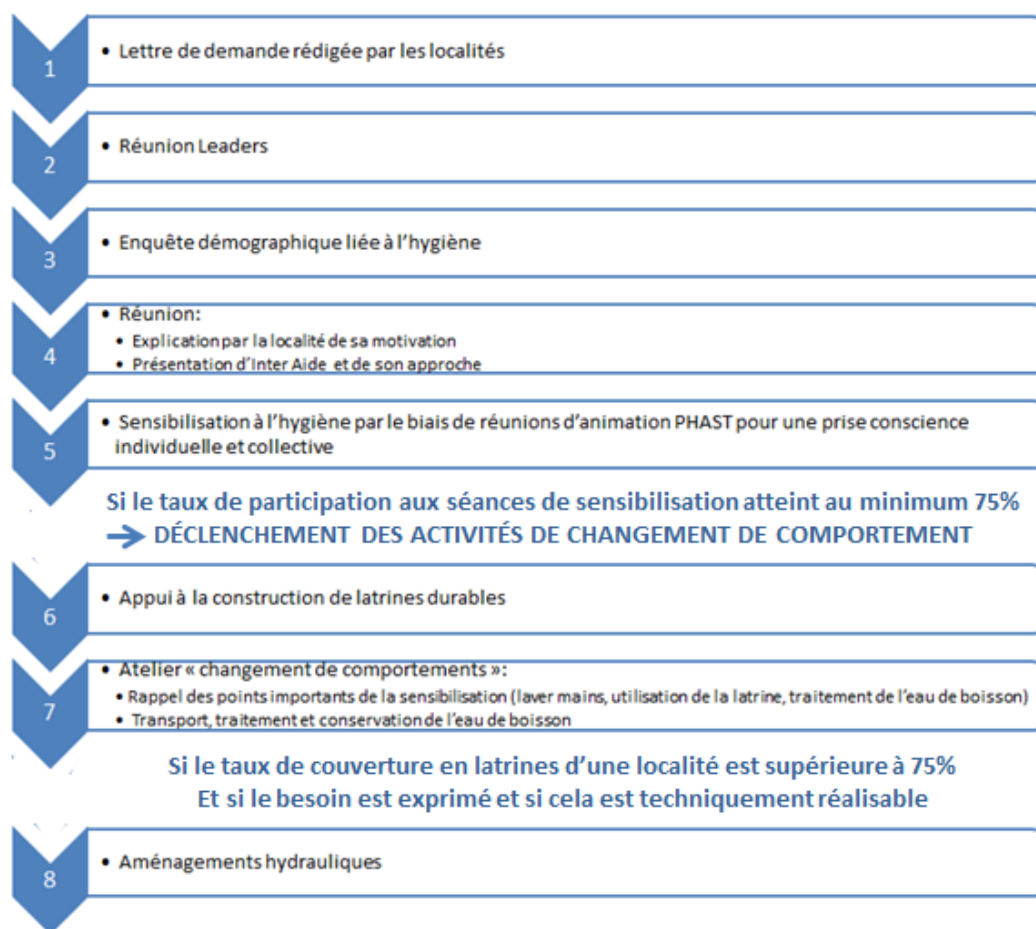 1
• Lettre de demande rédigée par les localités
2
• Réunion Leaders
3
• Enquête démographique liée à l'hygiène
4
• Réunion:
• Explication par la localité de sa motivation
• Présentation d'Inter Aide et de son approche
5
• Sensibilisation à l'hygiène par le biais de réunions d'animation PHAST pour une prise conscience
individuelle et collective
Si le taux de participation aux séances de sensibilisation atteint au minimum 75%
→ DÉCLENCHEMENT DES ACTIVITÉS DE CHANGEMENT DE COMPORTEMENT
6
• Appui à la construction de latrines durables
7
• Atelier « changement de comportements »:
• Rappel des points importants de la sensibilisation (laver mains, utilisation de la latrine, traitement de l'eau de boisson)
• Transport, traitement et conservation de l'eau de boisson
Si le taux de couverture en latrines d'une localité est supérieure à 75%
Et si le besoin est exprimé et si cela est techniquement réalisable
8
• Aménagements hydrauliques